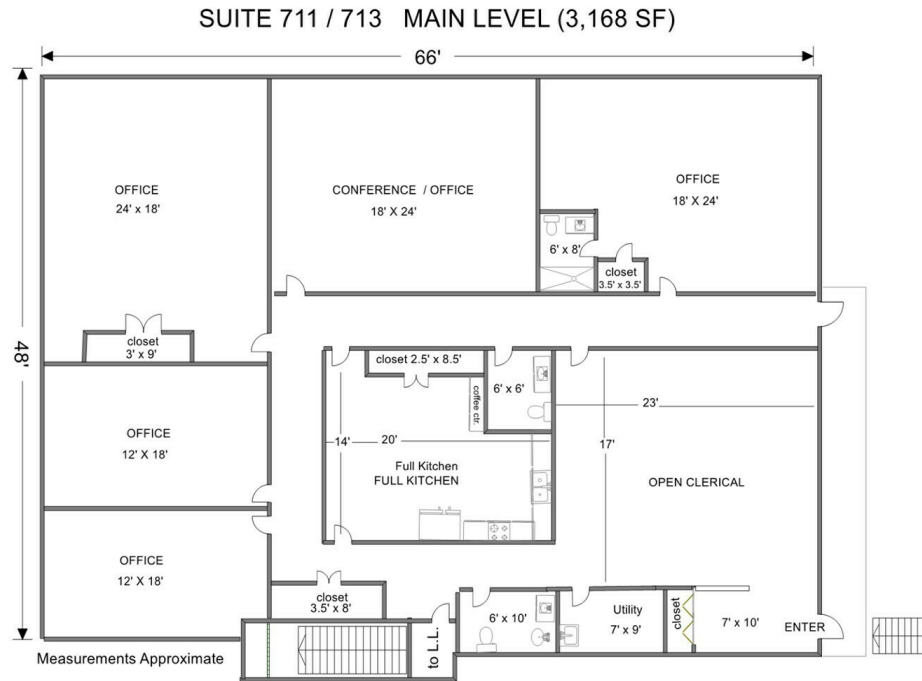 SUITE 711 / 713 MAIN LEVEL (3,168 SF)
66'
48'
OFFICE
24' x 18'
CONFERENCE / OFFICE
18' X 24'
OFFICE
18' X 24'
6' x 8'
closet
3.5' x 3.5'
closet
3' x 9'
closet 2.5' x 8.5'
coffee ctr.
6' x 6'
23'
14'
20'
17'
OFFICE
12' X 18'
Full Kitchen
FULL KITCHEN
OPEN CLERICAL
OFFICE
12' X 18'
closet
3.5' x 8'
to L.L.
6' x 10'
Utility
7' x 9'
closet
7' x 10'
ENTER
Measurements Approximate